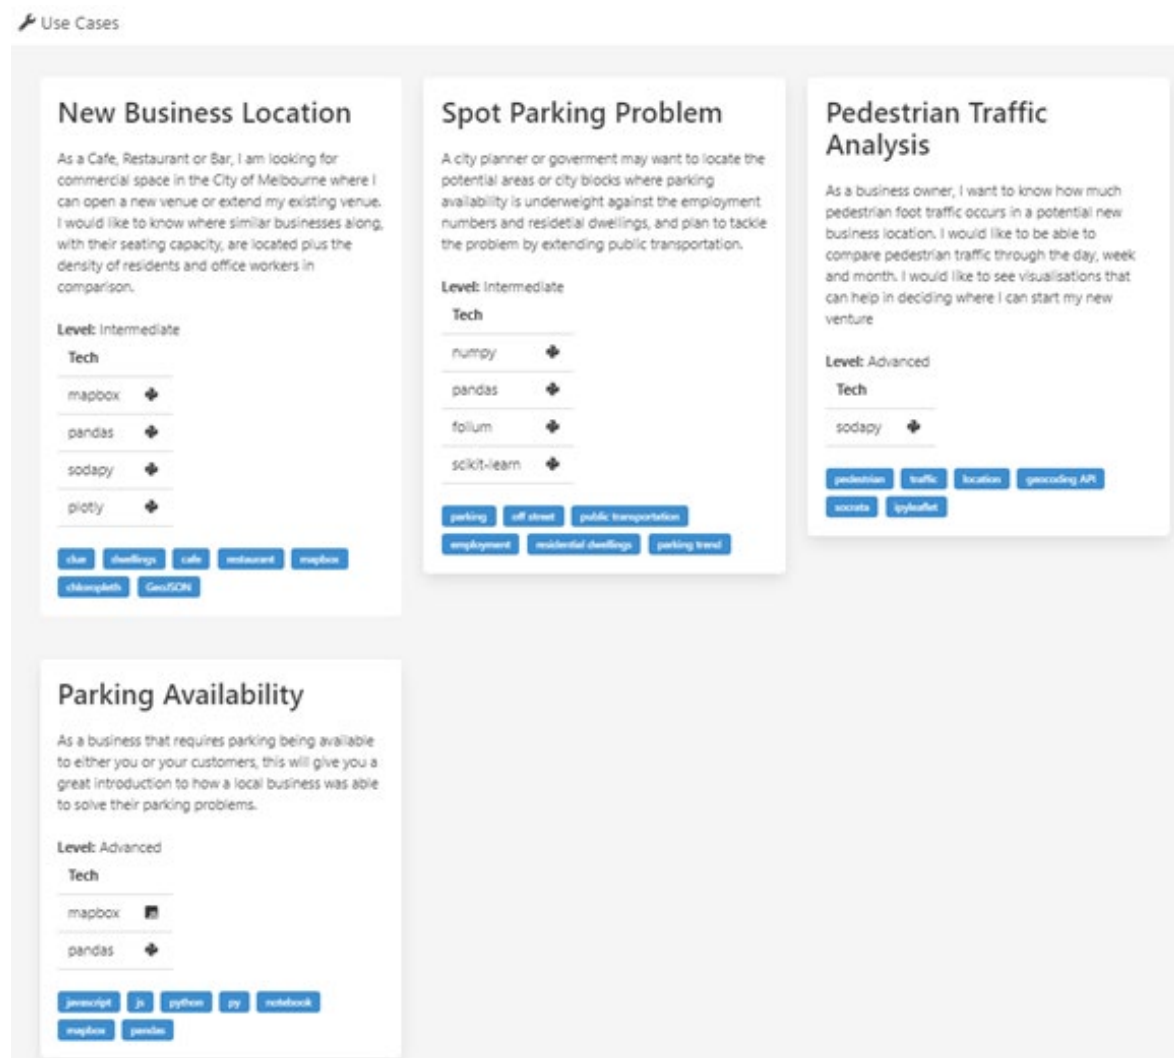 Use Cases
New Business Location
As a Cafe, Restaurant or Bar, I am looking for
commercial space in the City of Melbourne where I
can open a new venue or extend my existing venue.
I would like to know where similar businesses along,
with their seating capacity, are located plus the
density of residents and office workers in
comparison.
Level: Intermediate
Tech
mapbox
pandas
sodapy
plotly
clue dwellings cafe restaurant mapbox
chloropleth GeoJSON
Spot Parking Problem
A city planner or goverment may want to locate the
potential areas or city blocks where parking
availability is underweight against the employment
numbers and residetial dwellings, and plan to tackle
the problem by extending public transportation.
Level: Intermediate
Tech
numpy
pandas
folium
scikit-learn
parking off street public transportation
employment residential dwellings parking trend
Pedestrian Traffic
Analysis
As a business owner, I want to know how much
pedestrian foot traffic occurs in a potential new
business location. I would like to be able to
compare pedestrian traffic through the day, week
and month. I would like to see visualisations that
can help in deciding where I can start my new
venture
Level: Advanced
Tech
sodapy
pedestrian traffic location geocoding API
socrata ipyleaflet
Parking Availability
As a business that requires parking being available
to either you or your customers, this will give you a
great introduction to how a local business was able
to solve their parking problems.
Level: Advanced
Tech
mapbox
pandas
javascript js python py notebook
mapbox pandas